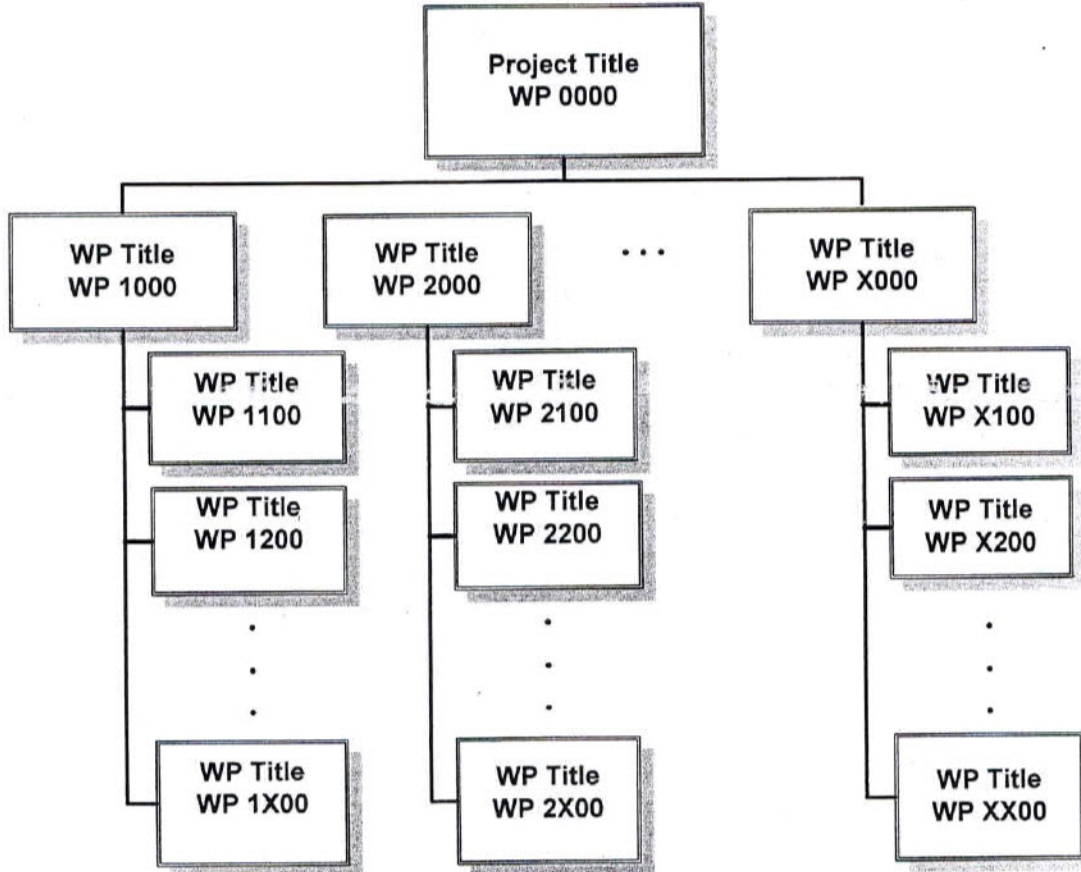 Project Title
WP 0000
WP Title
WP 1000
WP Title
WP 2000
. . .
WP Title
WP X000
WP Title
WP 1100
WP Title
WP 2100
WP Title
WP X100
WP Title
WP 1200
WP Title
WP 2200
WP Title
WP X200
WP Title
WP 1X00
WP Title
WP 2X00
WP Title
WP XX00